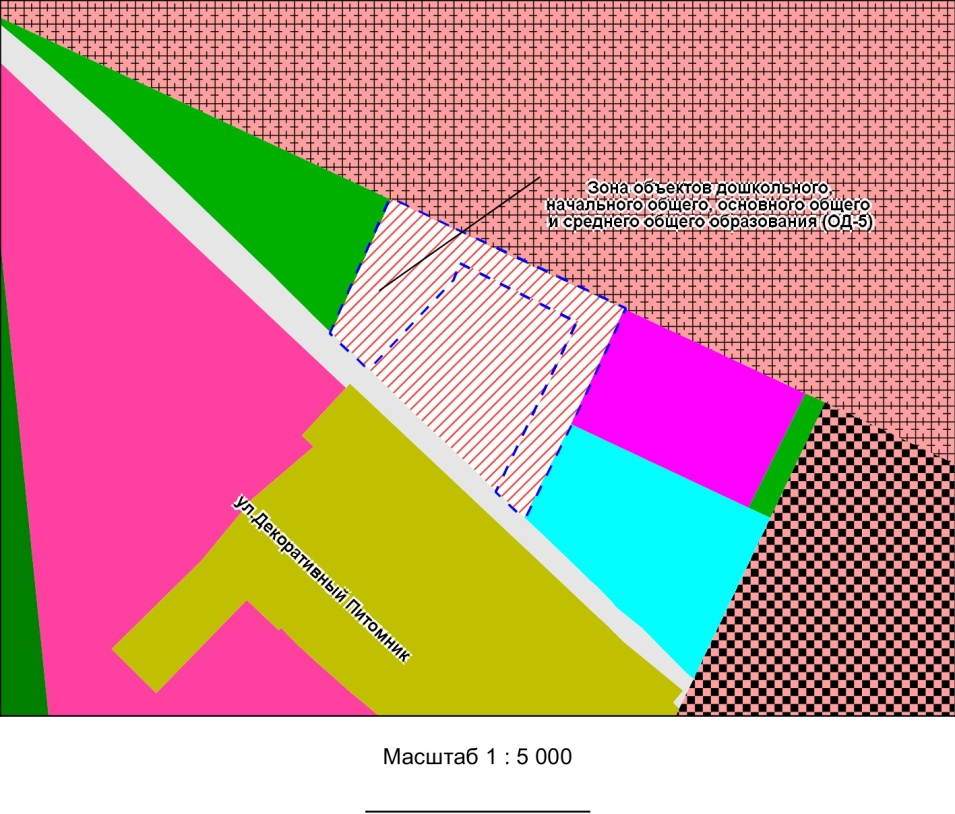 Зона объектов дошкольного,
начального общего, основного общего
и среднего общего образования (ОД-5)
ул.Декоративный Питомник
Масштаб 1 : 5 000